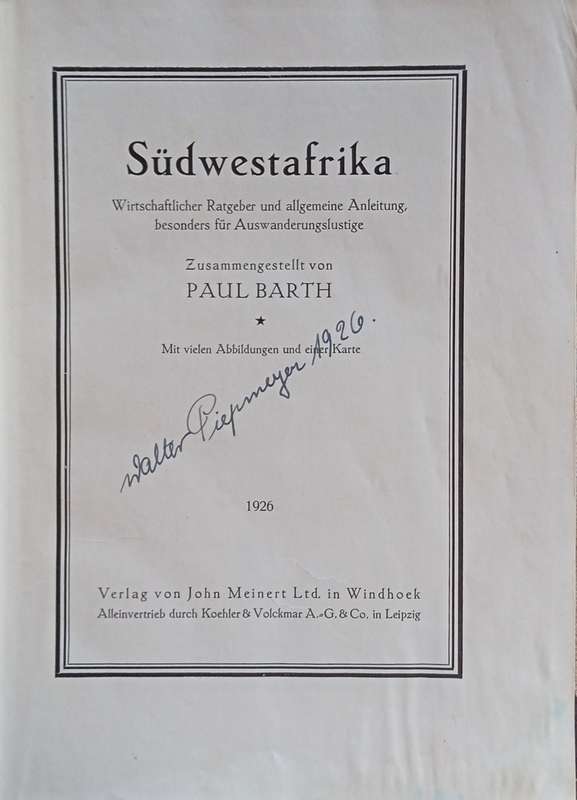 Südwestafrika
Wirtschaftlicher Ratgeber und allgemeine Anleitung,
besonders für Auswanderungslustige
Zusammengestellt von
PAUL BARTH
★
Mit vielen Abbildungen und einer Karte
Walter Piepmeyer 1926.
1926
Verlag von John Meinert Ltd. in Windhoek
Alleinvertrieb durch Koehler & Volckmar A.-G. & Co. in Leipzig